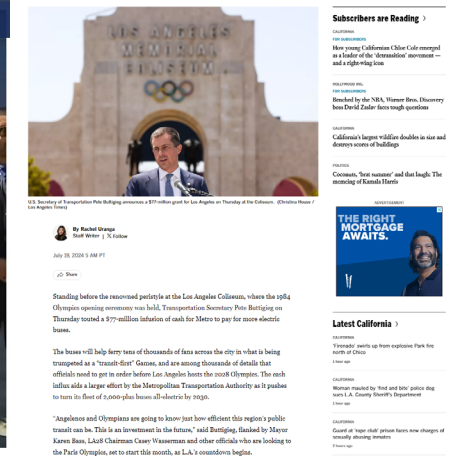 LOS ANGELES
MEMORIAL
COLISEUM
U.S. Secretary of Transportation Pete Buttigieg announces a $77-million grant for Los Angeles on Thursday at the Coliseum. (Christina House /
Los Angeles Times)
By Rachel Uranga
Staff Writer | X Follow
July 19, 2024 5 AM PT
Share
Standing before the renowned peristyle at the Los Angeles Coliseum, where the 1984
Olympics opening ceremony was held, Transportation Secretary Pete Buttigieg on
Thursday touted a $77-million infusion of cash for Metro to pay for more electric
buses.
The buses will help ferry tens of thousands of fans across the city in what is being
trumpeted as a "transit-first" Games, and are among thousands of details that
officials need to get in order before Los Angeles hosts the 2028 Olympics. The cash
influx aids a larger effort by the Metropolitan Transportation Authority as it pushes
to turn its fleet of 2,000-plus buses all-electric by 2030.
"Angelenos and Olympians are going to know just how efficient this region's public
transit can be. This is an investment in the future," said Buttigieg, flanked by Mayor
Karen Bass, LA28 Chairman Casey Wasserman and other officials who are looking to
the Paris Olympics, set to start this month, as L.A.'s countdown begins.
Subscribers are Reading >
CALIFORNIA
FOR SUBSCRIBERS
How young Californian Chloe Cole emerged
as a leader of the 'detransition' movement —
and a right-wing icon
HOLLYWOOD INC.
FOR SUBSCRIBERS
Benched by the NBA, Warner Bros. Discovery
boss David Zaslav faces tough questions
CALIFORNIA
California's largest wildfire doubles in size and
destroys scores of buildings
POLITICS
Coconuts, 'brat summer' and that laugh: The
memeing of Kamala Harris
ADVERTISEMENT
THE RIGHT
MORTGAGE
AWAITS.
Latest California >
CALIFORNIA
'Firenado' swirls up from explosive Park fire
north of Chico
1 hour ago
CALIFORNIA
Woman mauled by 'find and bite' police dog
sues L.A. County Sheriff's Department
1 hour ago
CALIFORNIA
Guard at 'rape club' prison faces new charges of
sexually abusing inmates
hours ago
CALIFORNIA